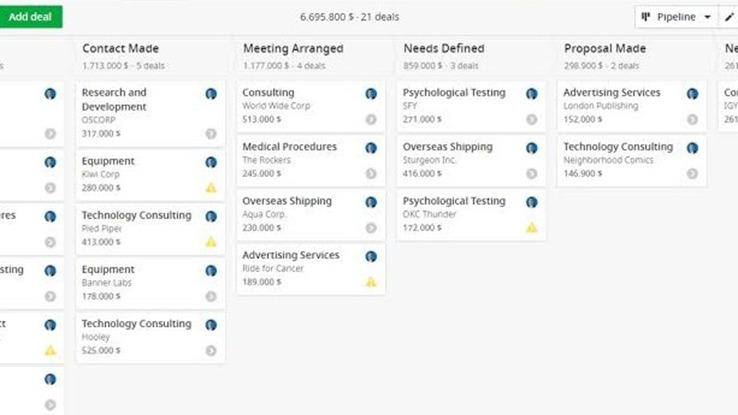 Add deal
6.695.800 $ · 21 deals
Pipeline
Contact Made
Meeting Arranged
Needs Defined
Proposal Made
Ne
s
1.713.000 $ · 5 deals
1.177.000 $ · 4 deals
859.000 $ · 3 deals
298.900 $ · 2 deals
261
Research and
Development
OSCORP
317.000 $
Equipment
Kiwi Corp
280.000 $
Technology Consulting
Pied Piper
413.000 $
Equipment
Banner Labs
178.000 $
Technology Consulting
Hooley
525.000 $
Consulting
World Wide Corp
513.000 $
Medical Procedures
The Rockers
245.000 $
Overseas Shipping
Aqua Corp.
230.000 $
Advertising Services
Ride for Cancer
189.000 $
Psychological Testing
SFY
271.000 $
Overseas Shipping
Sturgeon Inc.
416.000 $
Psychological Testing
OKC Thunder
172.000 $
Advertising Services
London Publishing
152.000 $
Technology Consulting
Neighborhood Comics
146.900 $
Co
IGY
261
res
sting
ct